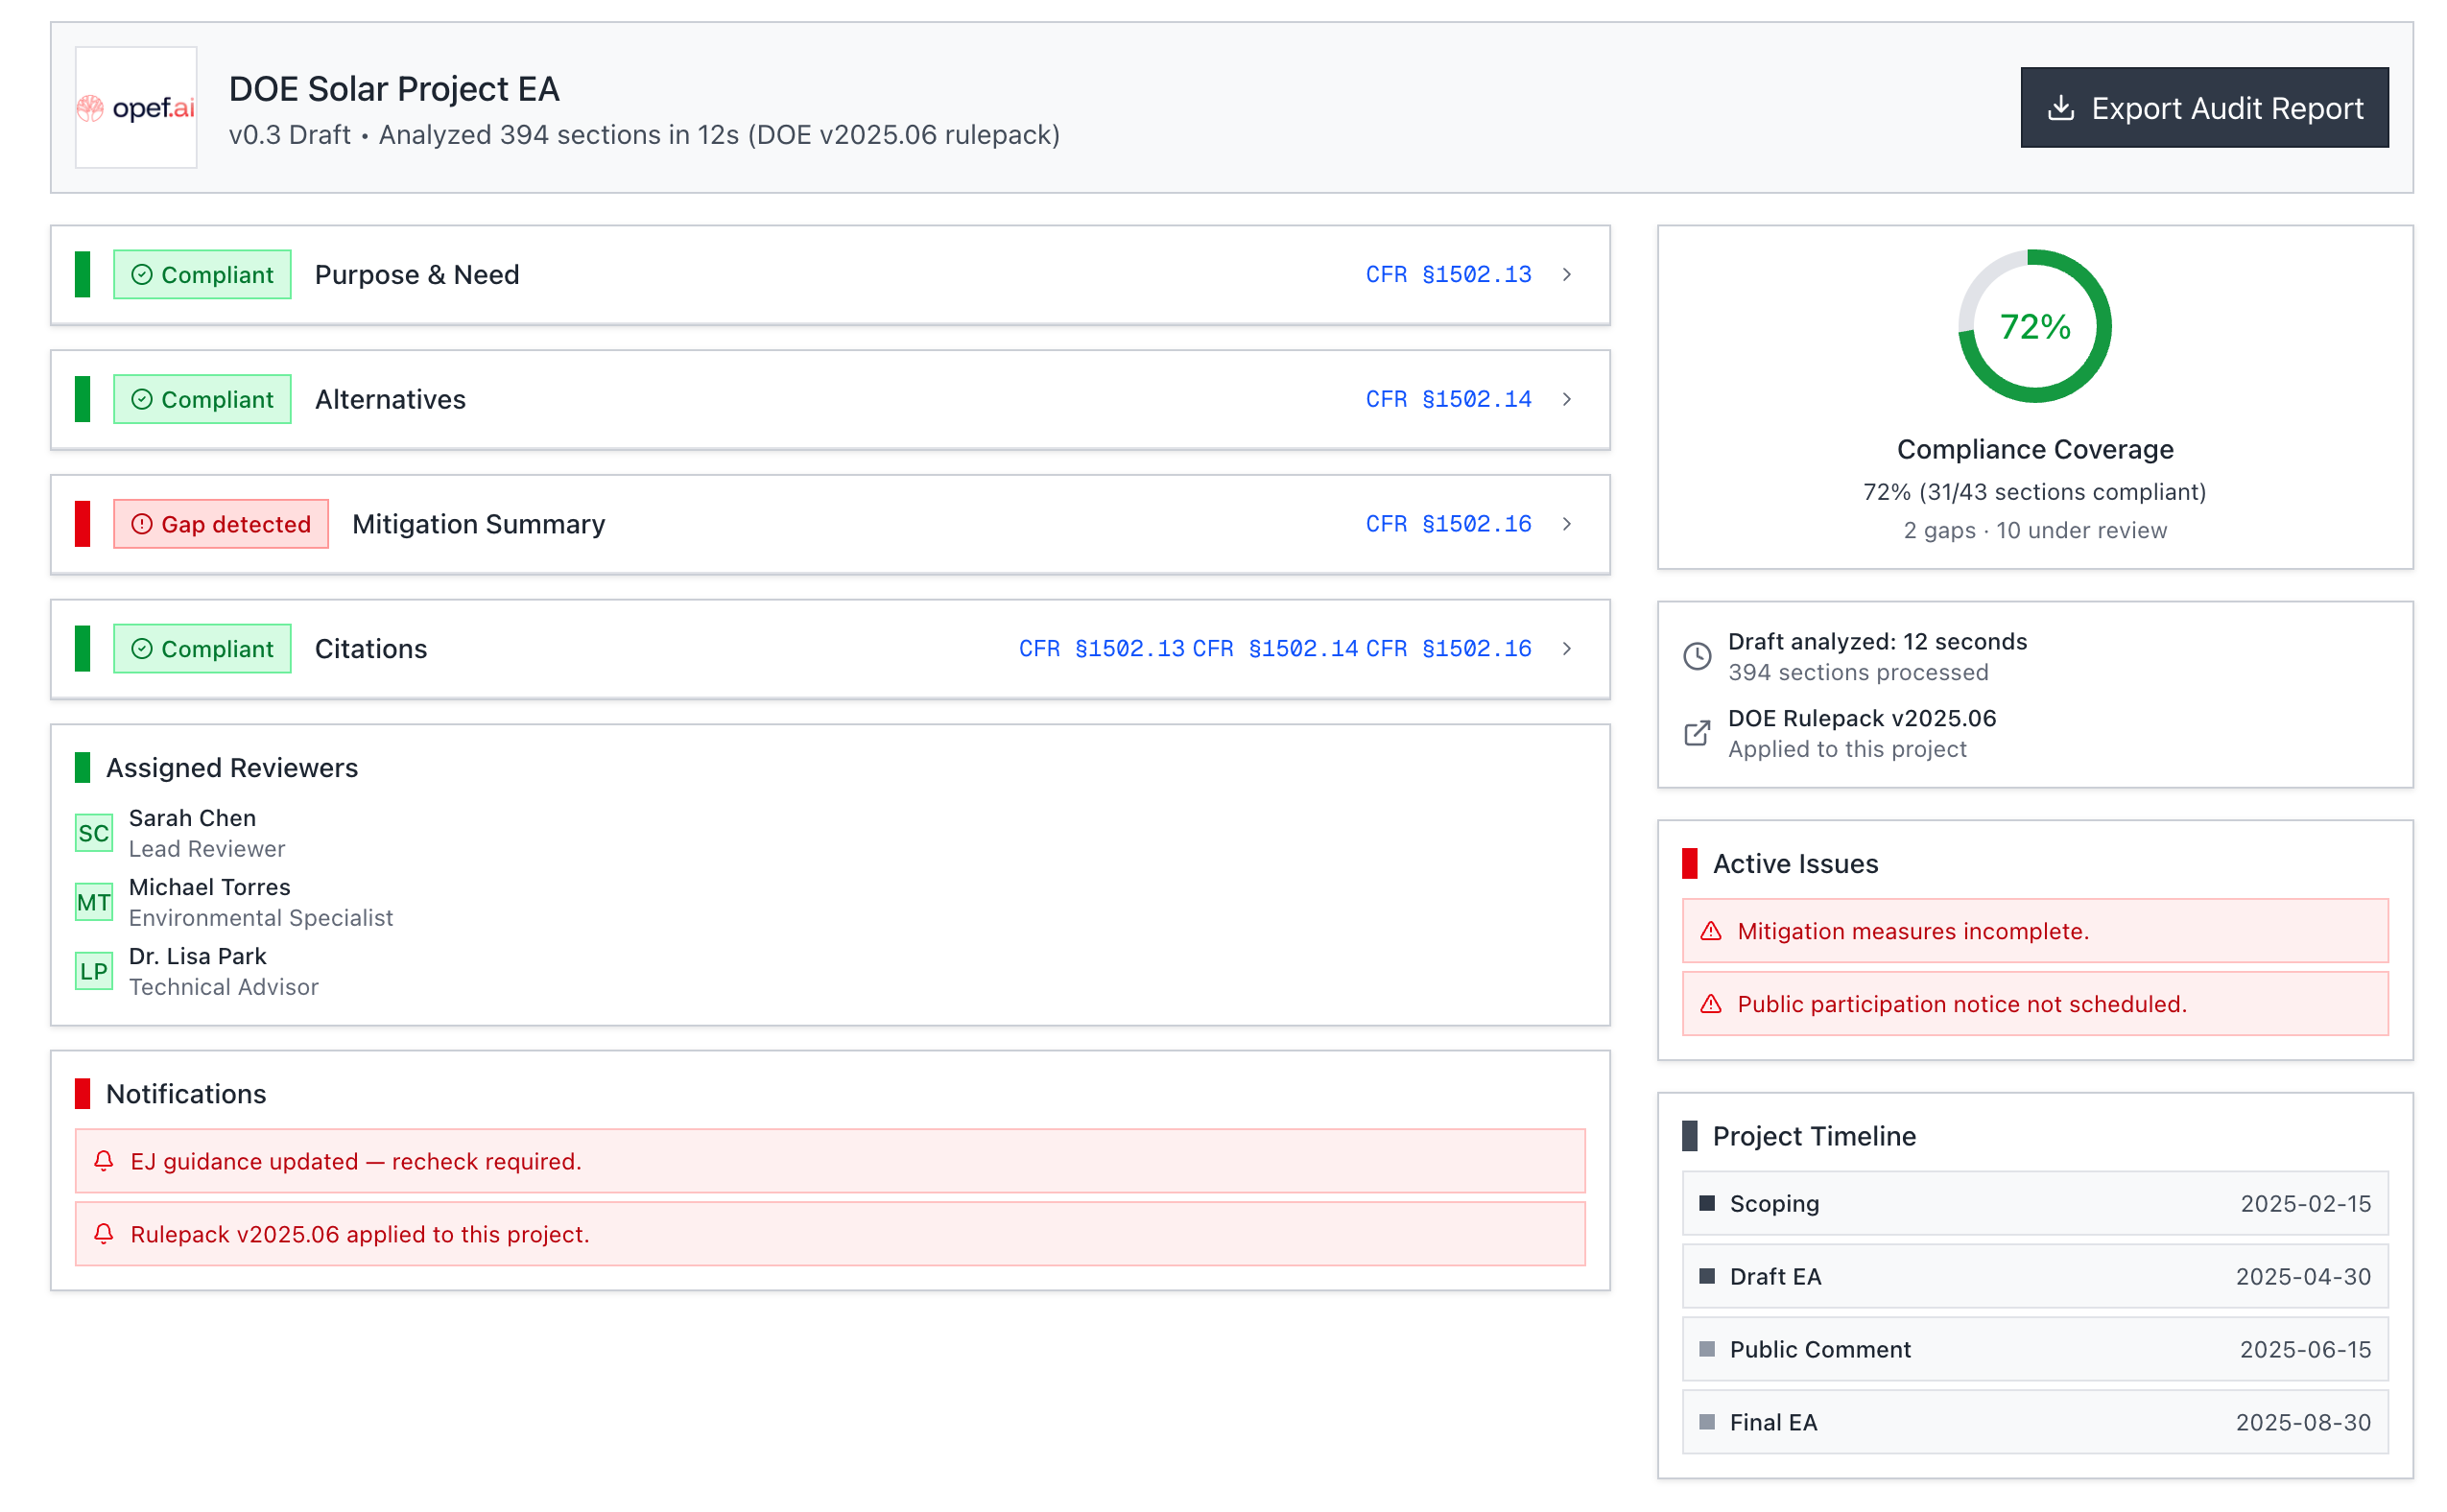 opef.ai
DOE Solar Project EA
v0.3 Draft • Analyzed 394 sections in 12s (DOE v2025.06 rulepack)
Export Audit Report
Compliant Purpose & Need CFR §1502.13
Compliant Alternatives CFR §1502.14
Gap detected Mitigation Summary CFR §1502.16
Compliant Citations CFR §1502.13 CFR §1502.14 CFR §1502.16
Assigned Reviewers
SC
Sarah Chen
Lead Reviewer
MT
Michael Torres
Environmental Specialist
LP
Dr. Lisa Park
Technical Advisor
Notifications
EJ guidance updated — recheck required.
Rulepack v2025.06 applied to this project.
72%
Compliance Coverage
72% (31/43 sections compliant)
2 gaps · 10 under review
Draft analyzed: 12 seconds
394 sections processed
DOE Rulepack v2025.06
Applied to this project
Active Issues
Mitigation measures incomplete.
Public participation notice not scheduled.
Project Timeline
Scoping 2025-02-15
Draft EA 2025-04-30
Public Comment 2025-06-15
Final EA 2025-08-30